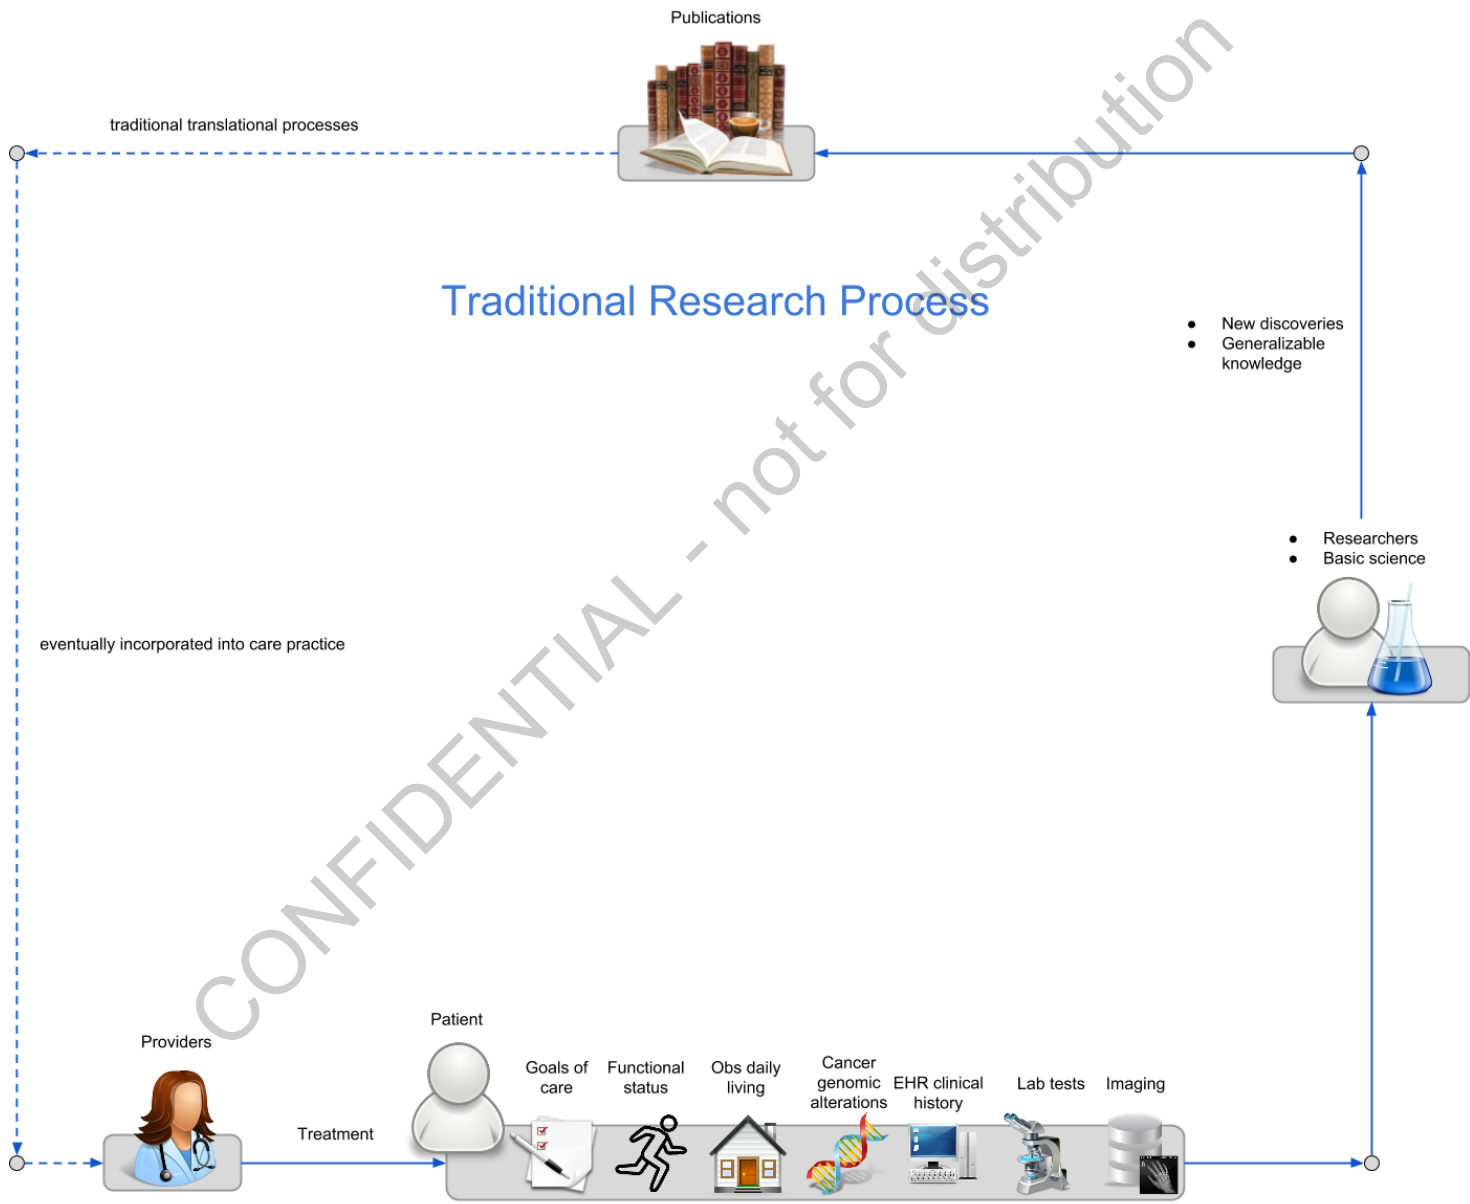 Publications
traditional translational processes
Traditional Research Process
● New discoveries
● Generalizable
knowledge
● Researchers
● Basic science
eventually incorporated into care practice
CONFIDENTIAL - not for distribution
Providers
Treatment
Patient
Goals of
care
Functional
status
Obs daily
living
Cancer
genomic
alterations
EHR clinical
history
Lab tests
Imaging